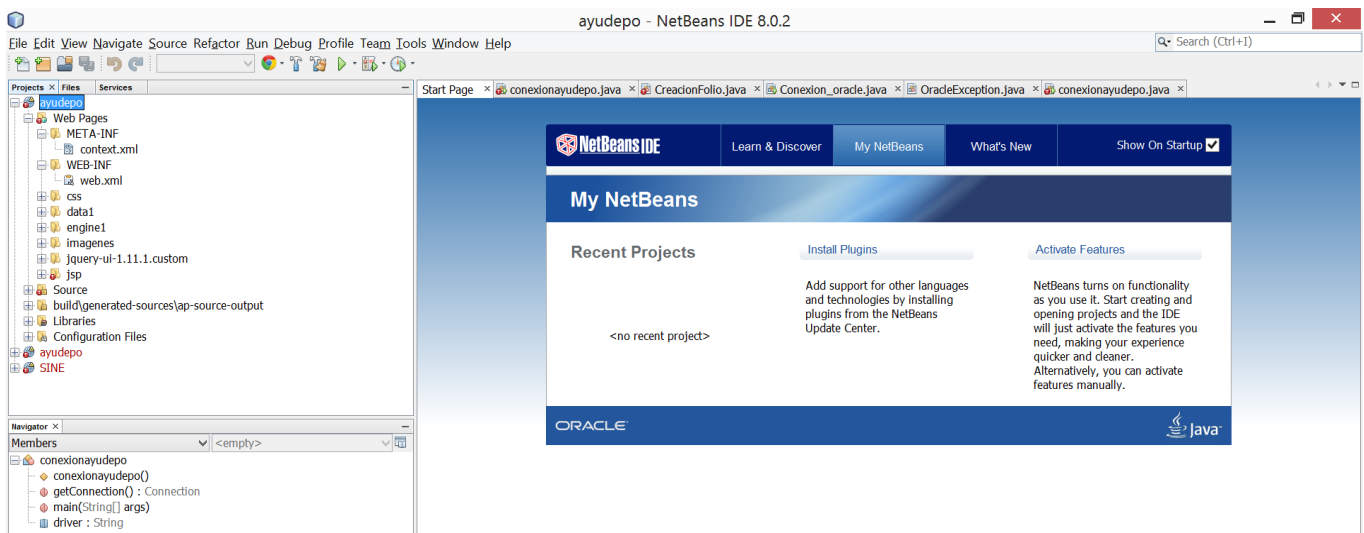 ayudepo - NetBeans IDE 8.0.2
File Edit View Navigate Source Refactor Run Debug Profile Team Tools Window Help
Search (Ctrl+I)
Projects Files Services
Start Page conexionayudepo.java CreacionFolio.java Conexion_oracle.java OracleException.java conexionayudepo.java
ayudepo
Web Pages
META-INF
context.xml
WEB-INF
web.xml
css
data1
engine1
imagenes
jquery-ui-1.11.1.custom
jsp
Source
build\generated-sources\ap-source-output
Libraries
Configuration Files
ayudepo
SINE
Navigator
Members <empty>
conexionayudepo
conexionayudepo()
getConnection() : Connection
main(String[] args)
driver : String
NetBeans IDE Learn & Discover My NetBeans What's New Show On Startup
My NetBeans
Recent Projects
<no recent project>
Install Plugins
Add support for other languages
and technologies by installing
plugins from the NetBeans
Update Center.
Activate Features
NetBeans turns on functionality
as you use it. Start creating and
opening projects and the IDE
will just activate the features you
need, making your experience
quicker and cleaner.
Alternatively, you can activate
features manually.
ORACLE Java